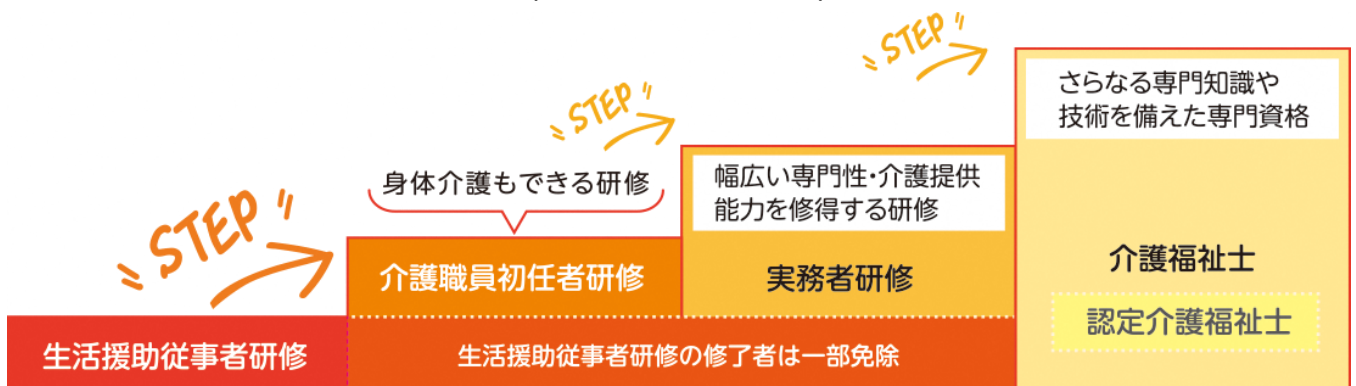 STEP
生活援助従事者研修
STEP
身体介護もできる研修
介護職員初任者研修
生活援助従事者研修の修了者は一部免除
STEP
幅広い専門性・介護提供
能力を修得する研修
実務者研修
さらなる専門知識や
技術を備えた専門資格
介護福祉士
認定介護福祉士